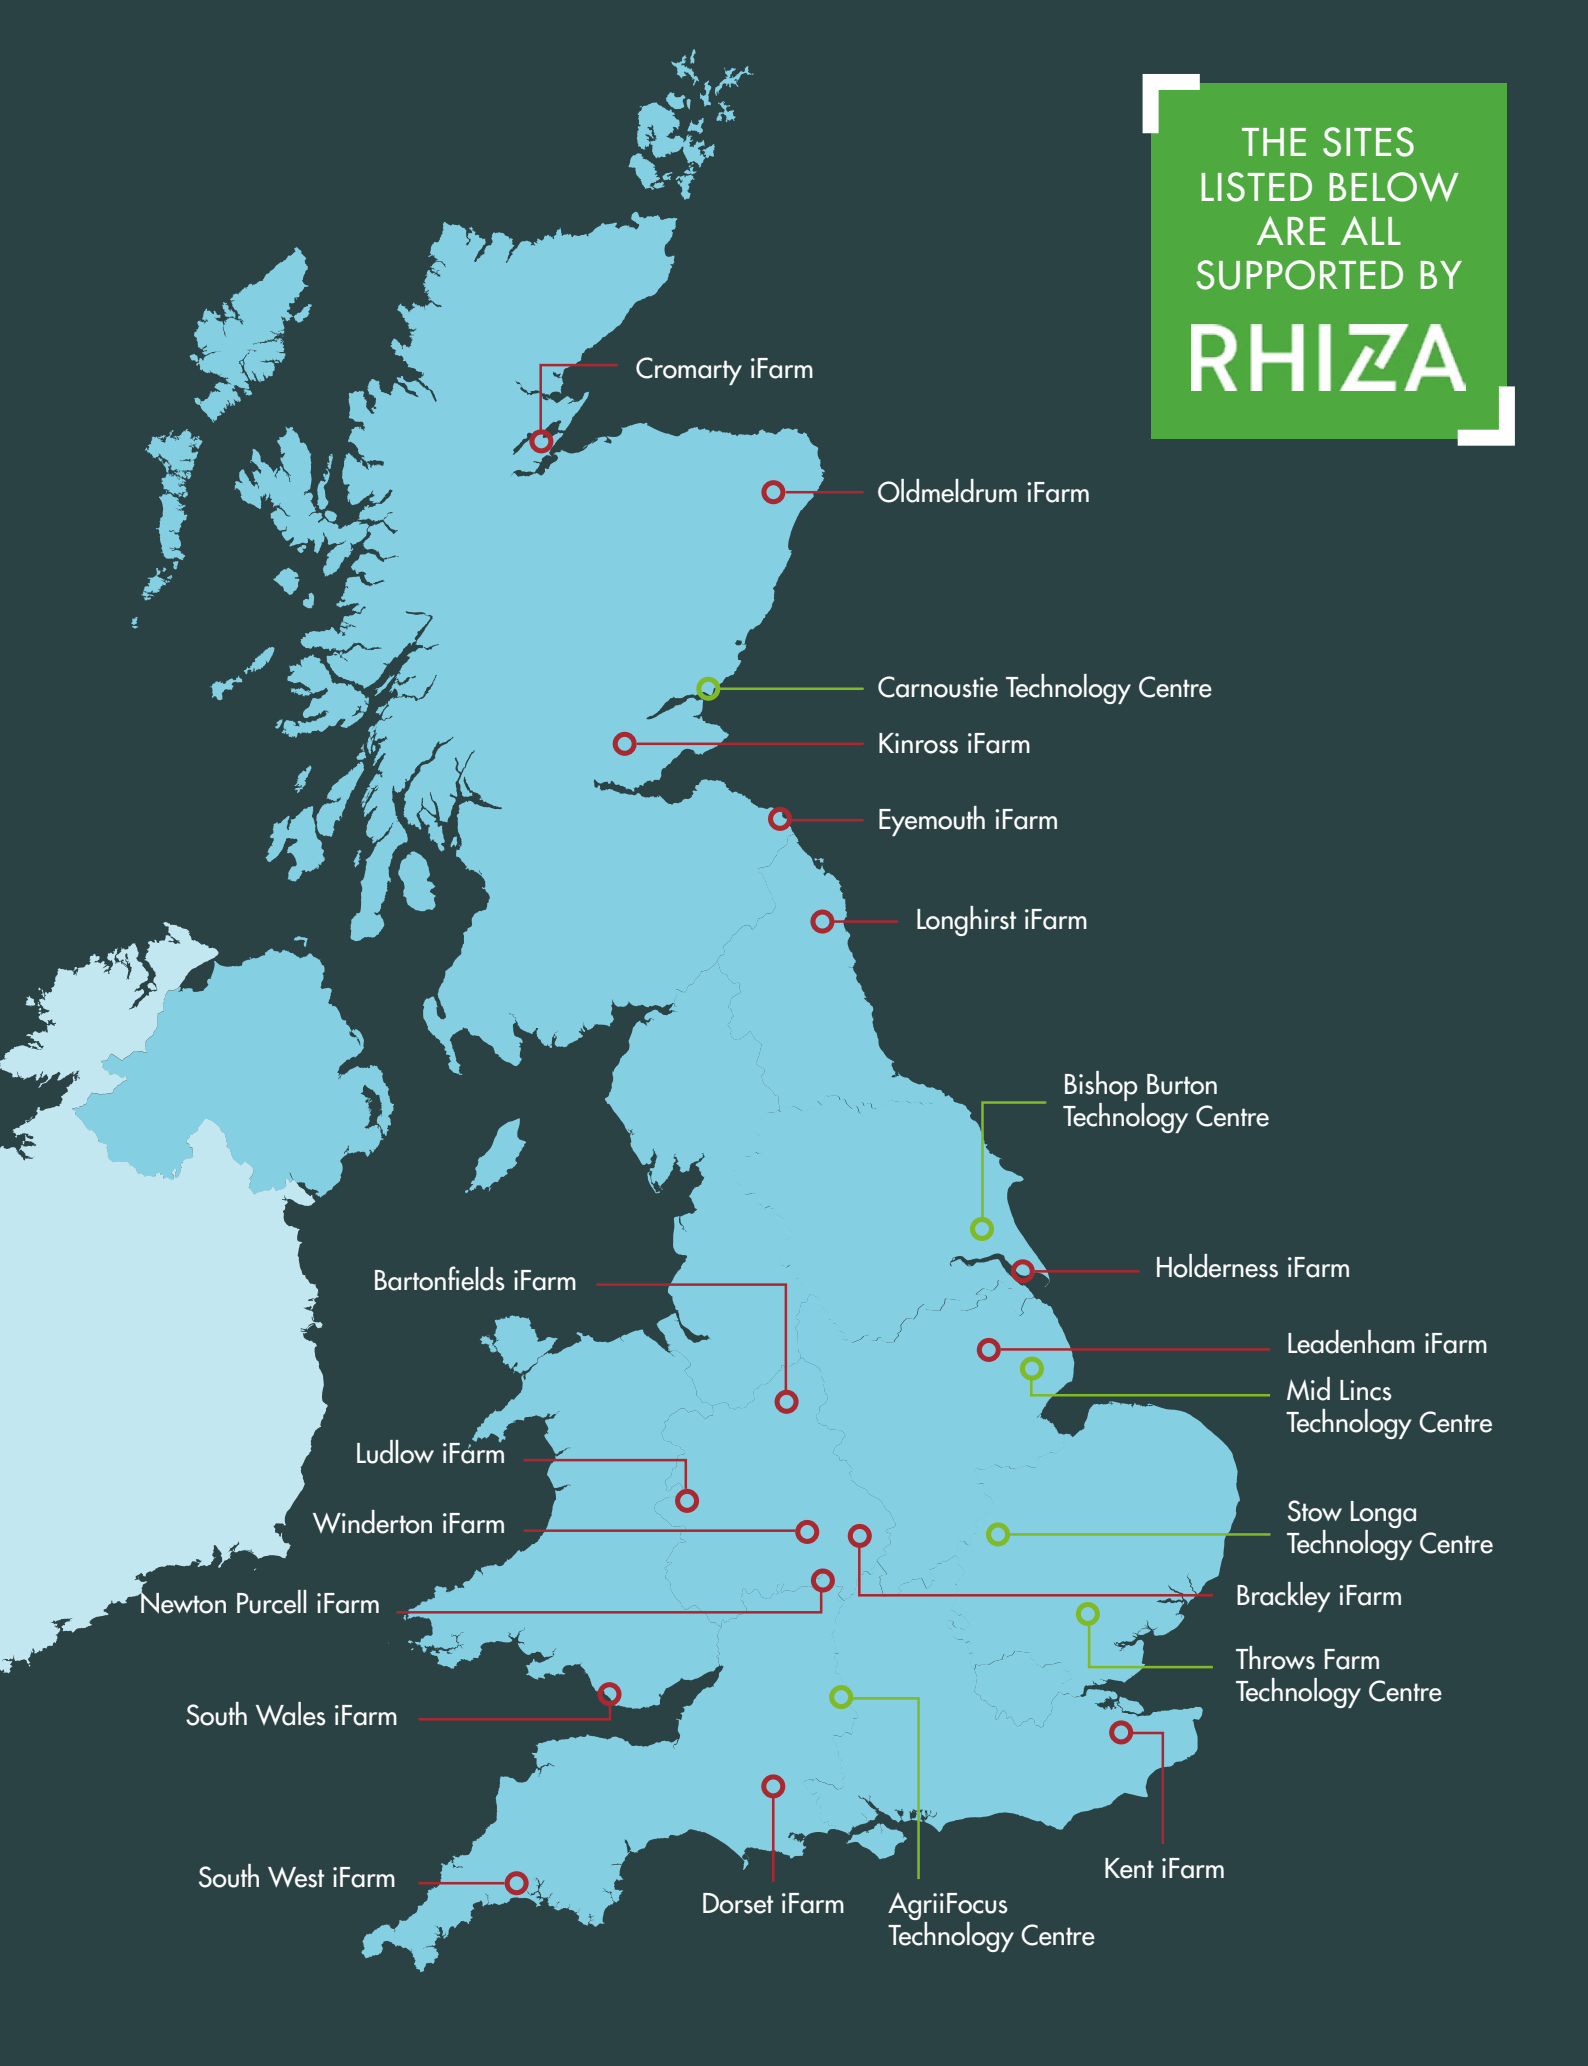 THE SITES
LISTED BELOW
ARE ALL
SUPPORTED BY
RHIZA
Cromarty iFarm
Oldmeldrum iFarm
Carnoustie Technology Centre
Kinross iFarm
Eyemouth iFarm
Longhirst iFarm
Bishop Burton
Technology Centre
Holderness iFarm
Bartonfields iFarm
Leadenham iFarm
Mid Lincs
Technology Centre
Ludlow iFarm
Winderton iFarm
Stow Longa
Technology Centre
Newton Purcell iFarm
Brackley iFarm
Throws Farm
Technology Centre
South Wales iFarm
Kent iFarm
South West iFarm
Dorset iFarm
AgriiFocus
Technology Centre